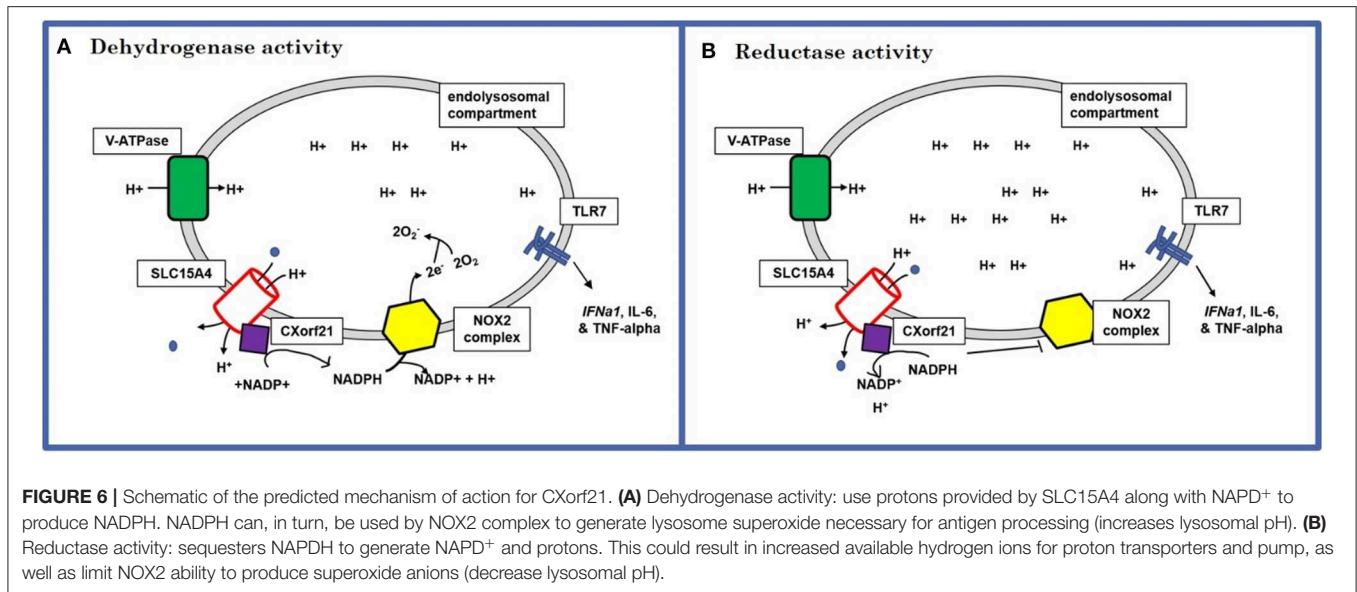 A Dehydrogenase activity
endolysosomal
compartment
V-ATPase
H+ H+ H+ H+
H+ H+
H+ H+ H+
TLR7
2O2-
2e- 2O2
SLC15A4
H+
IFNa1, IL-6,
& TNF-alpha
NOX2
complex
CXorf21
H+
+NADP+
NADPH
NADP+ + H+
B Reductase activity
endolysosomal
compartment
V-ATPase
H+ H+ H+ H+
H+ H+
H+ H+ H+
TLR7
H+ H+ H+ H+
H+
SLC15A4
H+ H+ H+
IFNa1, IL-6,
& TNF-alpha
NOX2
complex
H+
CXorf21
NADPH
NADP+
H+
FIGURE 6 | Schematic of the predicted mechanism of action for CXorf21. (A) Dehydrogenase activity: use protons provided by SLC15A4 along with NAPD+ to
produce NADPH. NADPH can, in turn, be used by NOX2 complex to generate lysosome superoxide necessary for antigen processing (increases lysosomal pH). (B)
Reductase activity: sequesters NAPDH to generate NAPD+ and protons. This could result in increased available hydrogen ions for proton transporters and pump, as
well as limit NOX2 ability to produce superoxide anions (decrease lysosomal pH).